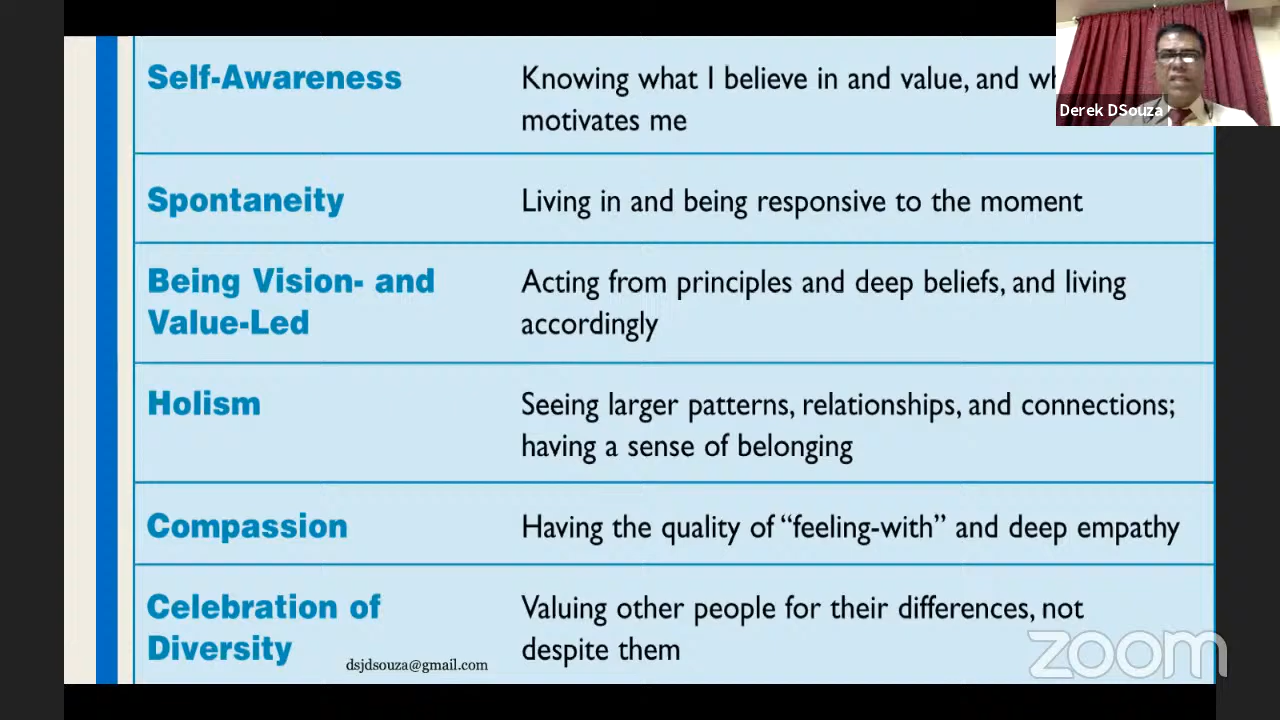 Self-Awareness
Knowing what I believe in and value, and
motivates me
Derek DSouza
Spontaneity
Living in and being responsive to the moment
Being Vision- and
Value-Led
Acting from principles and deep beliefs, and living
accordingly
Holism
Seeing larger patterns, relationships, and connections;
having a sense of belonging
Compassion
Having the quality of “feeling-with” and deep empathy
Celebration of
Diversity
Valuing other people for their differences, not
despite them
dsjdsouza@gmail.com
zoom